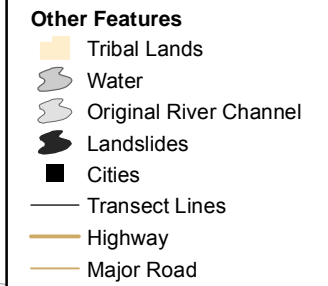 Other Features
Tribal Lands
Water
Original River Channel
Landslides
Cities
Transect Lines
Highway
Major Road